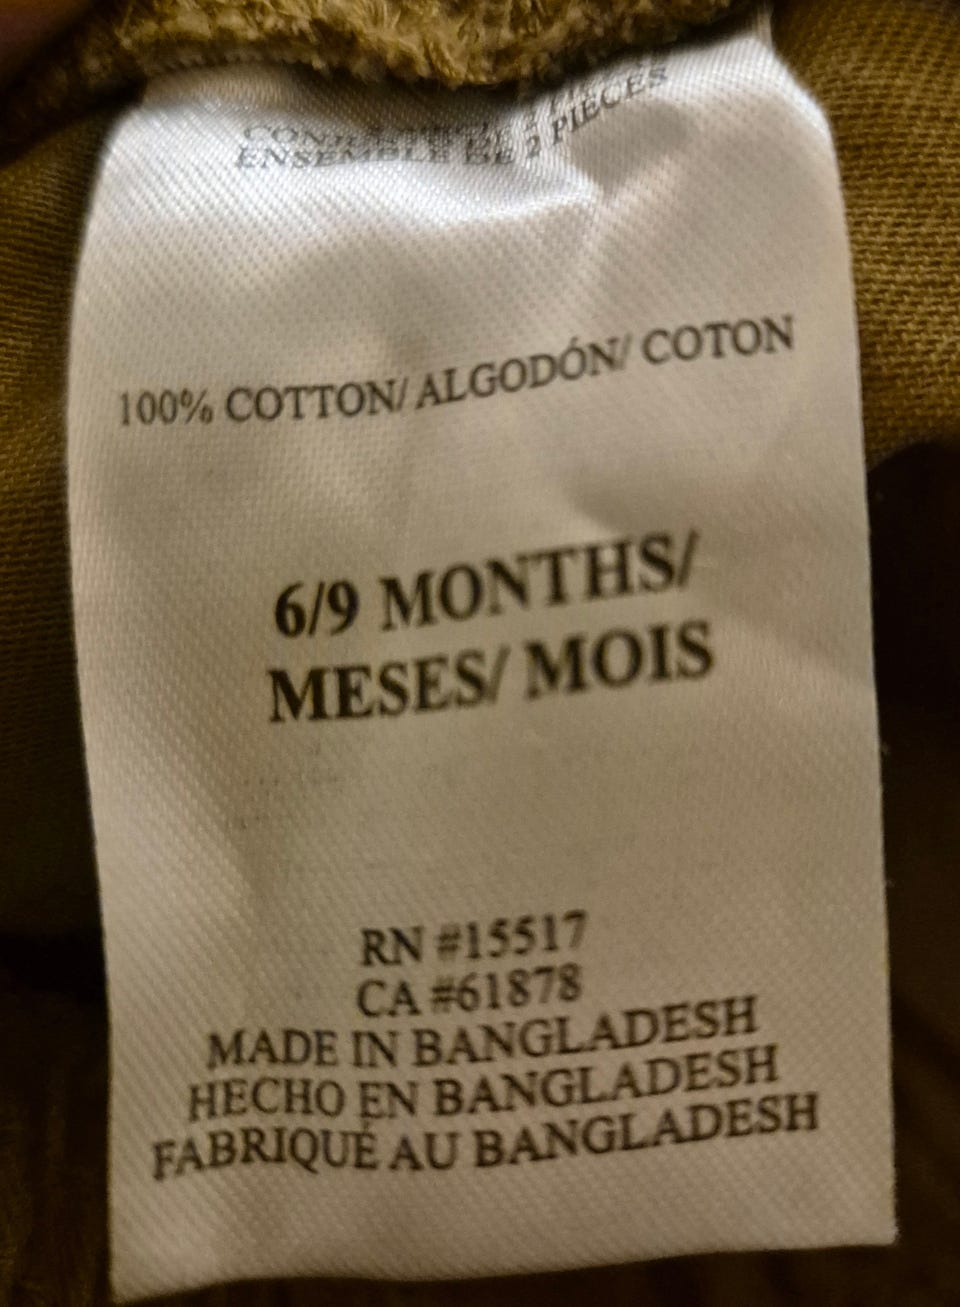 ENSEMBLE DE 2 PIÈCES
100% COTTON/ ALGODÓN/ COTON
6/9 MONTHS/
MESES/ MOIS
RN #15517
CA #61878
MADE IN BANGLADESH
HECHO EN BANGLADESH
FABRIQUÉ AU BANGLADESH